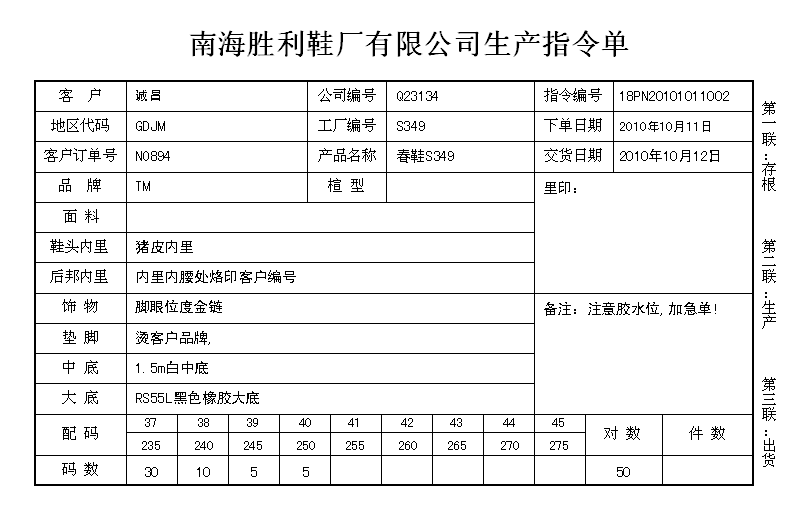 南海胜利鞋厂有限公司生产指令单
客 户 诚昌 公司编号 Q23134 指令编号 18PN20101011002
地区代码 GDJM 工厂编号 S349 下单日期 2010年10月11日
客户订单号 NO894 产品名称 春鞋S349 交货日期 2010年10月12日
品 牌 TM 楦 型 里印:
面 料
鞋头内里 猪皮内里
后邦内里 内里内腰处烙印客户编号
饰 物 脚眼位度金链 备注: 注意胶水位, 加急单!
垫 脚 烫客户品牌,
中 底 1.5m白中底
大 底 RS55L黑色橡胶大底
配 码 37 38 39 40 41 42 43 44 45 对 数 件 数
235 240 245 250 255 260 265 270 275
码 数 30 10 5 5 50
第一联:存根
第二联:生产
第三联:出货